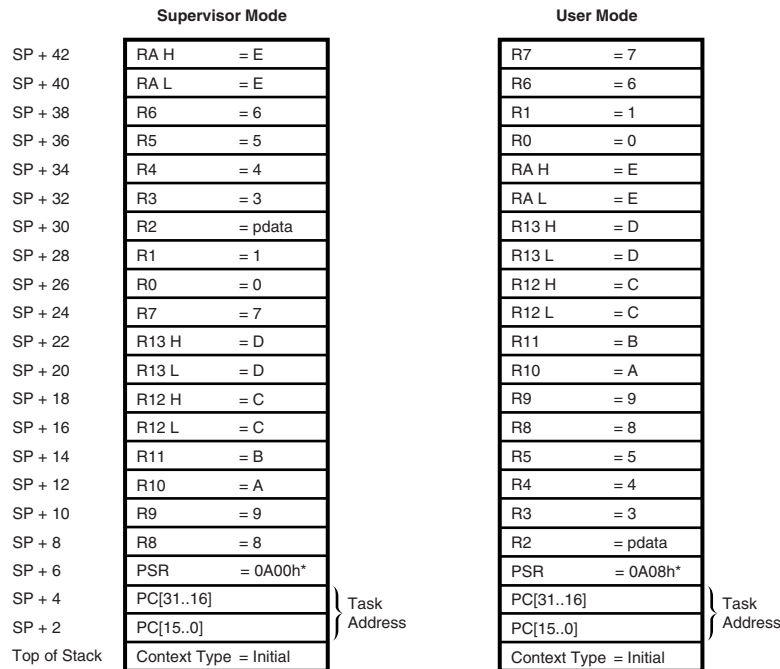 Supervisor Mode User Mode
SP + 42 RA H = E R7 = 7
SP + 40 RA L = E R6 = 6
SP + 38 R6 = 6 R1 = 1
SP + 36 R5 = 5 R0 = 0
SP + 34 R4 = 4 RA H = E
SP + 32 R3 = 3 RA L = E
SP + 30 R2 = pdata R13 H = D
SP + 28 R1 = 1 R13 L = D
SP + 26 R0 = 0 R12 H = C
SP + 24 R7 = 7 R12 L = C
SP + 22 R13 H = D R11 = B
SP + 20 R13 L = D R10 = A
SP + 18 R12 H = C R9 = 9
SP + 16 R12 L = C R8 = 8
SP + 14 R11 = B R5 = 5
SP + 12 R10 = A R4 = 4
SP + 10 R9 = 9 R3 = 3
SP + 8 R8 = 8 R2 = pdata
SP + 6 PSR = 0A00h* PSR = 0A08h*
SP + 4 PC[31..16] Task PC[31..16] Task
SP + 2 PC[15..0] Address PC[15..0] Address
Top of Stack Context Type = Initial Context Type = Initial